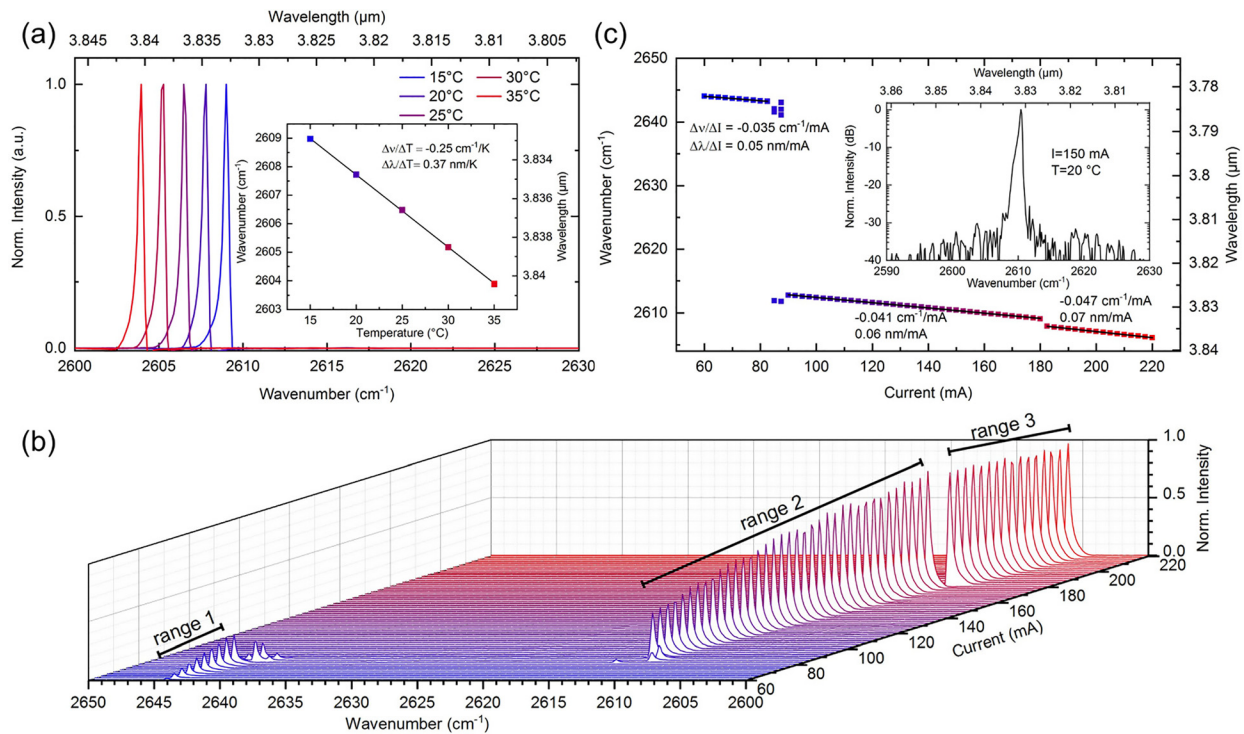 (a)
Wavelength (µm)
3.845 3.84 3.835 3.83 3.825 3.82 3.815 3.81 3.805
1.0
0.5
0.0
Norm. Intensity (a.u.)
15°C 30°C
20°C 35°C
25°C
2609
2608
2607
2606
2605
2604
2603
Wavenumber (cm-1)
Δν/ΔT = -0.25 cm-1/K
Δλ/ΔT= 0.37 nm/K
3.834
3.836
3.838
3.84
Wavelength (µm)
15 20 25 30 35
Temperature (°C)
2600 2605 2610 2615 2620 2625 2630
Wavenumber (cm-1)
(c)
2650
2640
2630
2620
2610
Wavenumber (cm-1)
Δν/ΔI = -0.035 cm-1/mA
Δλ/ΔI = 0.05 nm/mA
Wavelength (µm)
3.86 3.85 3.84 3.83 3.82 3.81
0
-10
-20
-30
-40
Norm. Intensity (dB)
I=150 mA
T=20 °C
2590 2600 2610 2620 2630
Wavenumber (cm-1)
-0.041 cm-1/mA
0.06 nm/mA
-0.047 cm-1/mA
0.07 nm/mA
3.78
3.79
3.8
3.81
3.82
3.83
3.84
Wavelength (µm)
60 80 100 120 140 160 180 200 220
Current (mA)
(b)
range 1
range 2
range 3
1.0
0.5
0.0
Norm. Intensity
2650 2645 2640 2635 2630 2625 2620 2615 2610 2605 2600
Wavenumber (cm-1)
60 80 100 120 140 160 180 200 220
Current (mA)